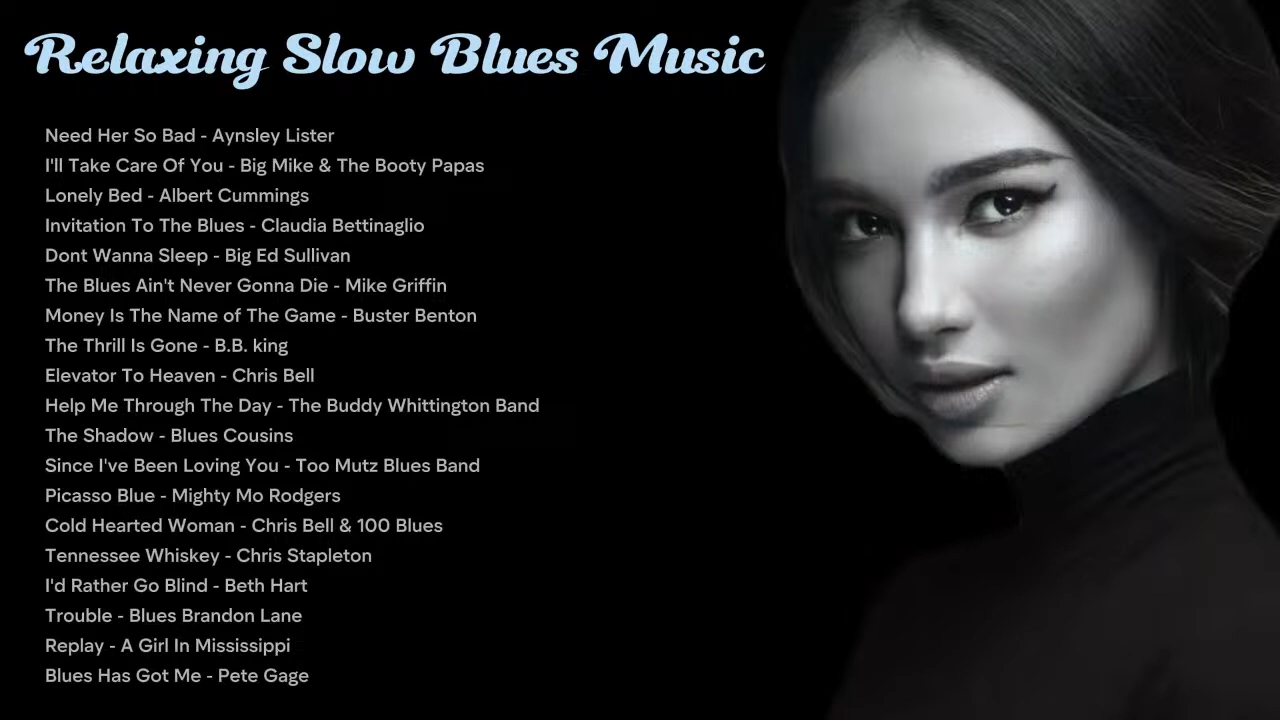 Relaxing Slow Blues Music
Need Her So Bad - Aynsley Lister
I'll Take Care Of You - Big Mike & The Booty Papas
Lonely Bed - Albert Cummings
Invitation To The Blues - Claudia Bettinaglio
Dont Wanna Sleep - Big Ed Sullivan
The Blues Ain't Never Gonna Die - Mike Griffin
Money Is The Name of The Game - Buster Benton
The Thrill Is Gone - B.B. king
Elevator To Heaven - Chris Bell
Help Me Through The Day - The Buddy Whittington Band
The Shadow - Blues Cousins
Since I've Been Loving You - Too Mutz Blues Band
Picasso Blue - Mighty Mo Rodgers
Cold Hearted Woman - Chris Bell & 100 Blues
Tennessee Whiskey - Chris Stapleton
I'd Rather Go Blind - Beth Hart
Trouble - Blues Brandon Lane
Replay - A Girl In Mississippi
Blues Has Got Me - Pete Gage